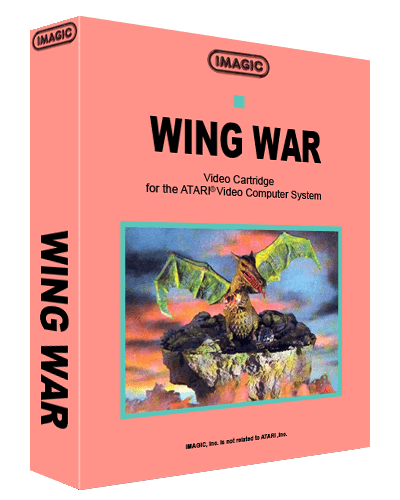 IMAGIC
WING WAR
IMAGIC
WING WAR
Video Cartridge
for the ATARI® Video Computer System
IMAGIC, Inc. is not related to ATARI ,Inc.